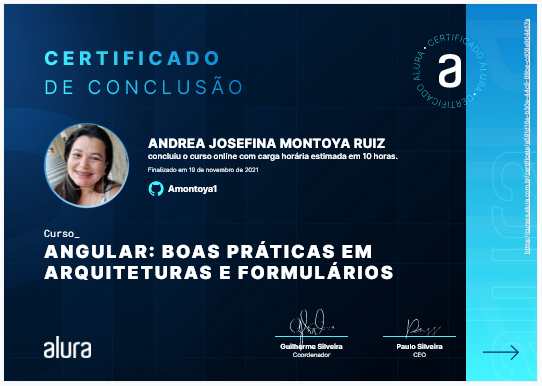 CERTIFICADO
DE CONCLUSÃO
ALURA • CERTIFICADO ALURA • CERTIFICADO
a
ANDREA JOSEFINA MONTOYA RUIZ
concluiu o curso online com carga horária estimada em 10 horas.
Finalizado em 19 de novembro de 2021
Amontoya1
Curso_
ANGULAR: BOAS PRÁTICAS EM
ARQUITETURAS E FORMULÁRIOS
alura
Guilherme Silveira
Coordenador
Paulo Silveira
CEO